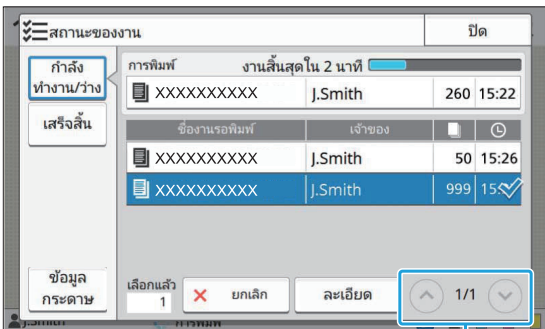 สถานะของงาน
ปิด
กำลัง
ทำงาน/ว่าง
เสร็จสิ้น
ข้อมูล
กระดาษ
การพิมพ์ งานสิ้นสุดใน 2 นาที
XXXXXXXXXX J.Smith 260 15:22
ชื่องานรอพิมพ์ เจ้าของ
XXXXXXXXXX J.Smith 50 15:26
XXXXXXXXXX J.Smith 999
เลือกแล้ว
1
ยกเลิก
ละเอียด
1/1
J.Smith